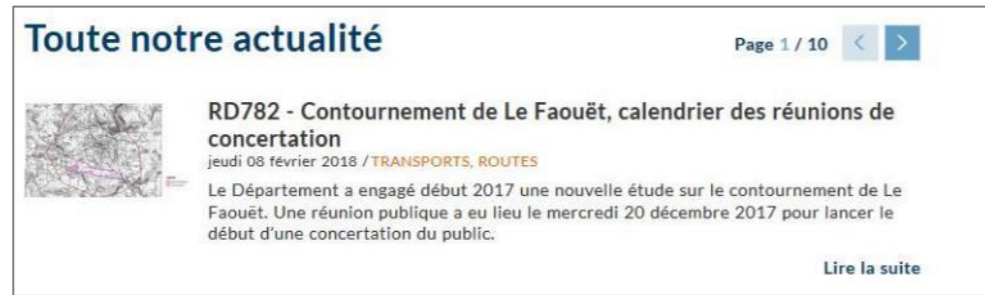 Toute notre actualité
Page 1 / 10
RD782 - Contournement de Le Faouët, calendrier des réunions de
concertation
jeudi 08 février 2018 / TRANSPORTS, ROUTES
Le Département a engagé début 2017 une nouvelle étude sur le contournement de Le
Faouët. Une réunion publique a eu lieu le mercredi 20 décembre 2017 pour lancer le
début d'une concertation du public.
Lire la suite